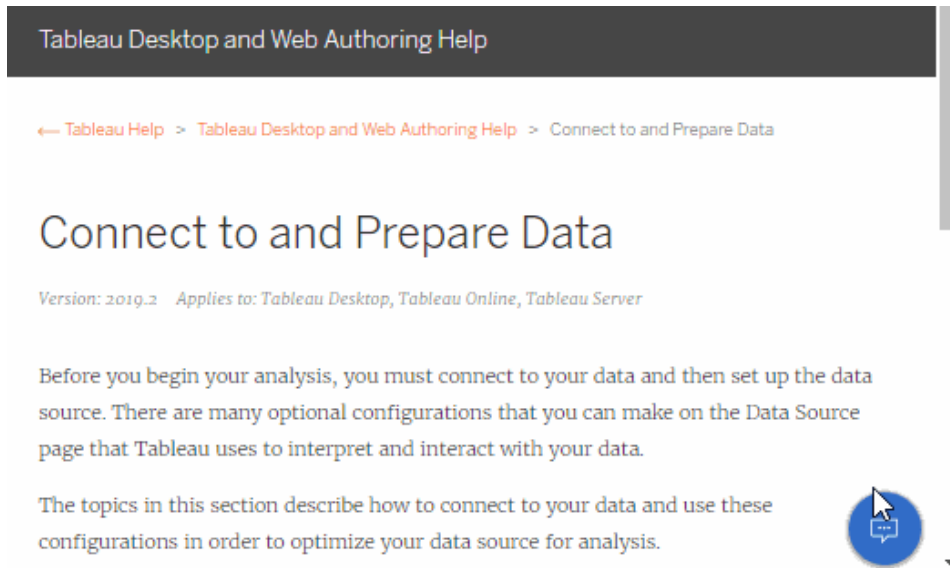 Tableau Desktop and Web Authoring Help
← Tableau Help > Tableau Desktop and Web Authoring Help > Connect to and Prepare Data
Connect to and Prepare Data
Version: 2019.2 Applies to: Tableau Desktop, Tableau Online, Tableau Server
Before you begin your analysis, you must connect to your data and then set up the data
source. There are many optional configurations that you can make on the Data Source
page that Tableau uses to interpret and interact with your data.
The topics in this section describe how to connect to your data and use these
configurations in order to optimize your data source for analysis.